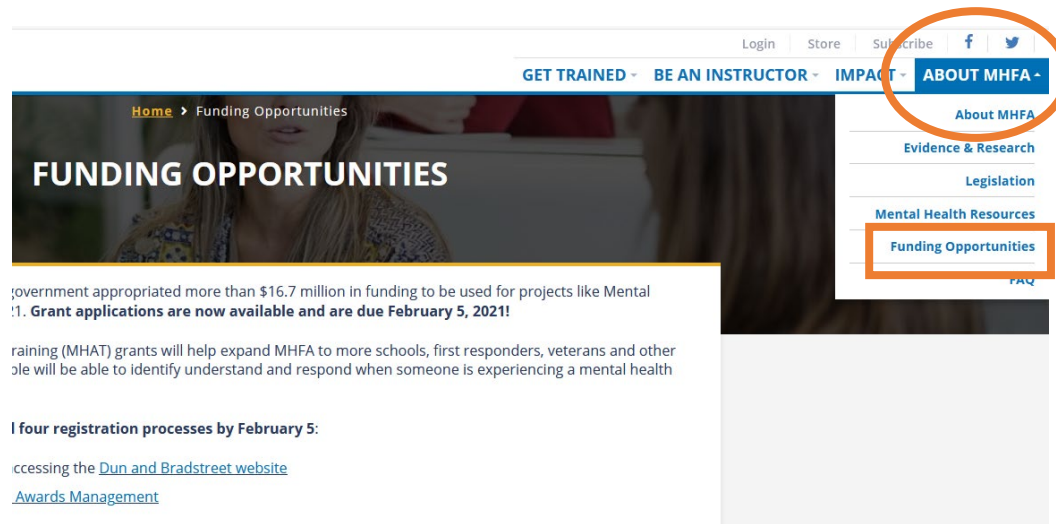 Login Store Subscribe
GET TRAINED BE AN INSTRUCTOR IMPACT ABOUT MHFA
Home > Funding Opportunities
FUNDING OPPORTUNITIES
About MHFA
Evidence & Research
Legislation
Mental Health Resources
Funding Opportunities
FAQ
government appropriated more than $16.7 million in funding to be used for projects like Mental
21. Grant applications are now available and are due February 5, 2021!
raining (MHAT) grants will help expand MHFA to more schools, first responders, veterans and other
ple will be able to identify understand and respond when someone is experiencing a mental health
four registration processes by February 5:
accessing the Dun and Bradstreet website
Awards Management